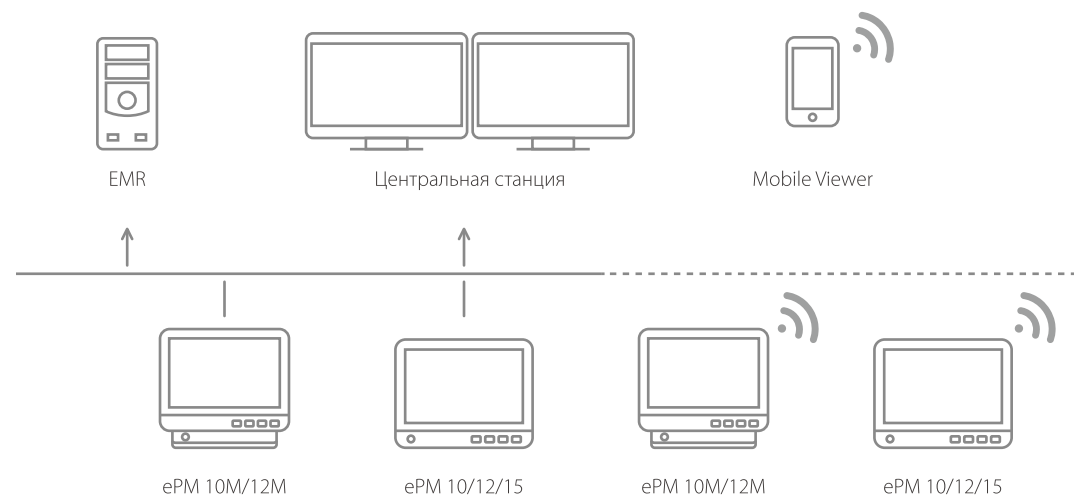 EMR
Центральная станция
Mobile Viewer
ePM 10M/12M
ePM 10/12/15
ePM 10M/12M
ePM 10/12/15